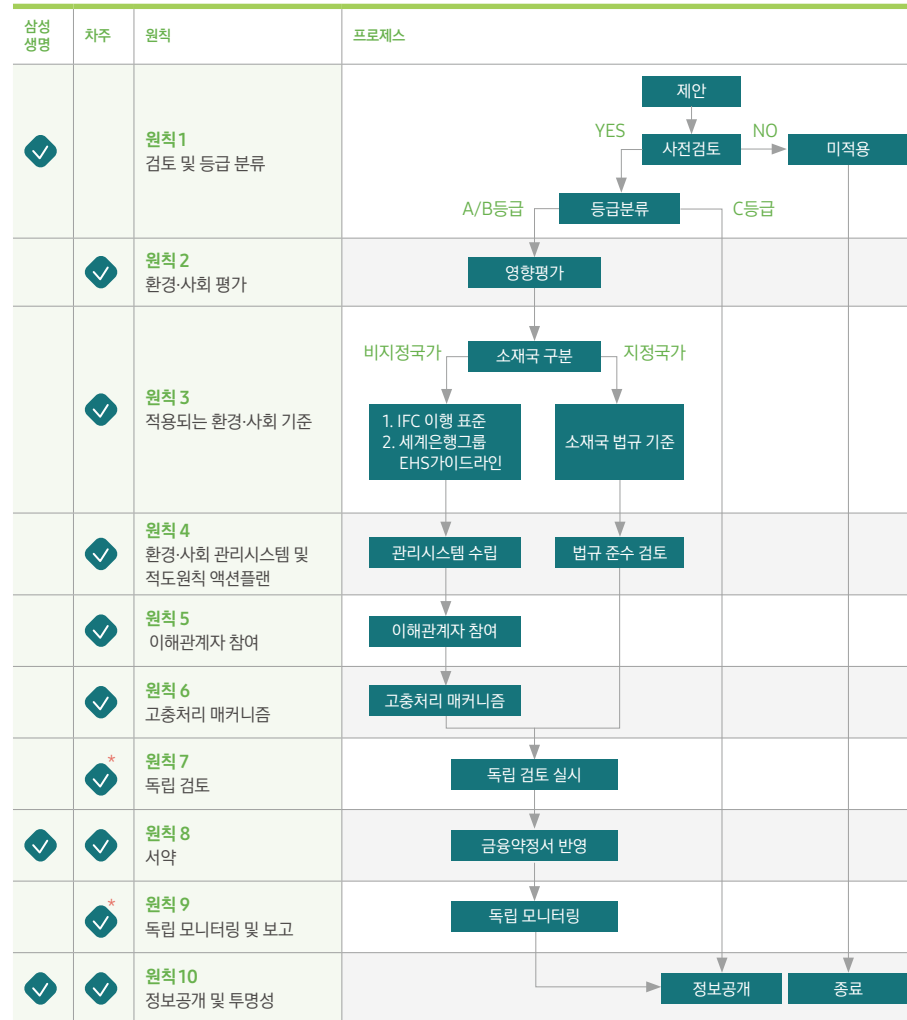 삼성
생명
차주
원칙
프로제스
원칙 1
검토 및 등급 분류
제안
YES
사전검토
NO
미적용
A/B등급
등급분류
C등급
원칙 2
환경·사회 평가
영향평가
원칙 3
적용되는 환경·사회 기준
비지정국가
소재국 구분
지정국가
1. IFC 이행 표준
2. 세계은행그룹
EHS가이드라인
소재국 법규 기준
원칙 4
환경·사회 관리시스템 및
적도원칙 액션플랜
관리시스템 수립
법규 준수 검토
원칙 5
이해관계자 참여
이해관계자 참여
원칙 6
고충처리 매커니즘
고충처리 매커니즘
*
원칙 7
독립 검토
독립 검토 실시
원칙 8
서약
금융약정서 반영
*
원칙 9
독립 모니터링 및 보고
독립 모니터링
원칙 10
정보공개 및 투명성
정보공개
종료